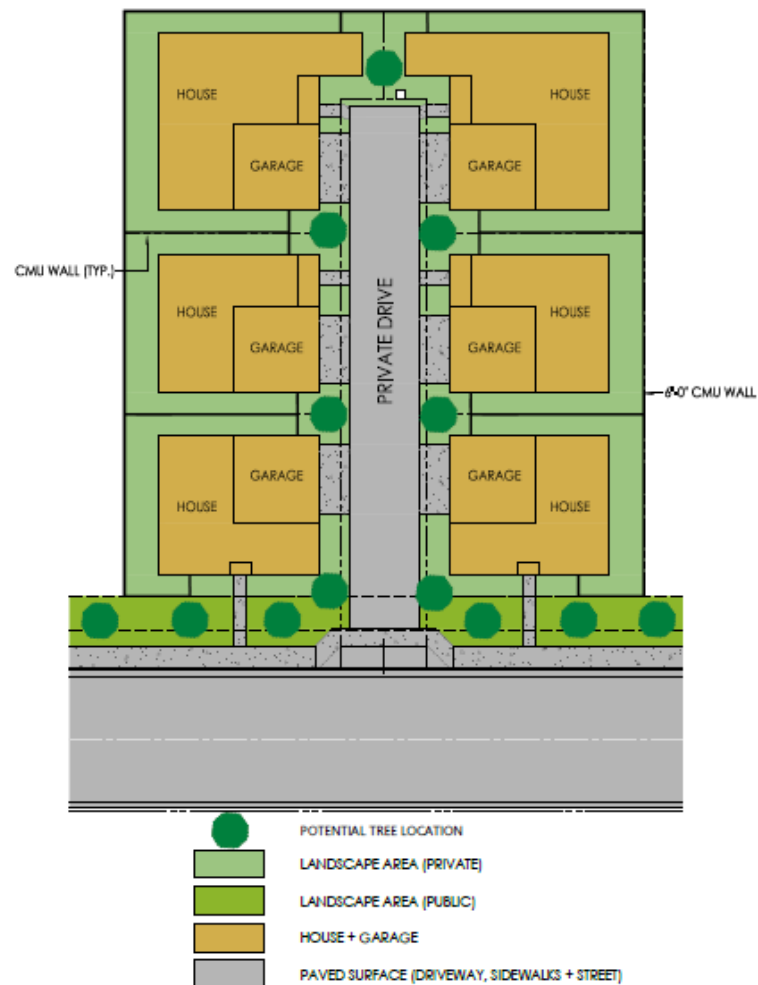 HOUSE
HOUSE
GARAGE
GARAGE
CMU WALL (TYP.)
HOUSE
HOUSE
GARAGE
GARAGE
PRIVATE DRIVE
6'-0" CMU WALL
GARAGE
GARAGE
HOUSE
HOUSE
POTENTIAL TREE LOCATION
LANDSCAPE AREA (PRIVATE)
LANDSCAPE AREA (PUBLIC)
HOUSE + GARAGE
PAVED SURFACE (DRIVEWAY, SIDEWALKS + STREET)